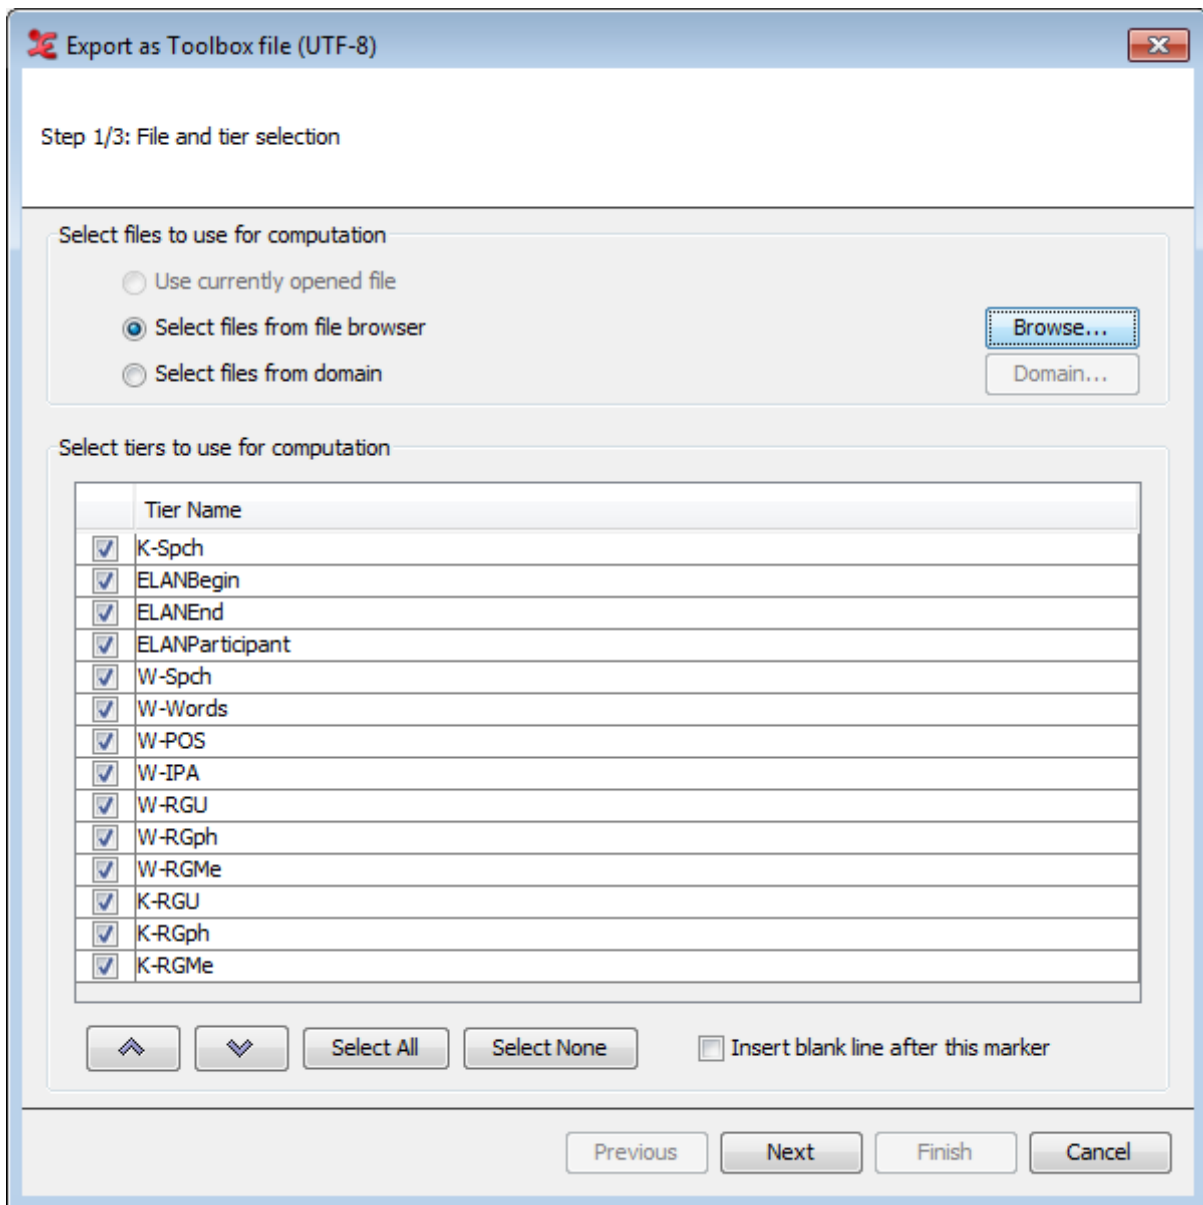 Export as Toolbox file (UTF-8)
Step 1/3: File and tier selection
Select files to use for computation
Use currently opened file
Select files from file browser
Browse...
Select files from domain
Domain...
Select tiers to use for computation
Tier Name
K-Spch
ELANBegin
ELANEnd
ELANParticipant
W-Spch
W-Words
W-POS
W-IPA
W-RGU
W-RGph
W-RGMe
K-RGU
K-RGph
K-RGMe
Select All
Select None
Insert blank line after this marker
Previous
Next
Finish
Cancel